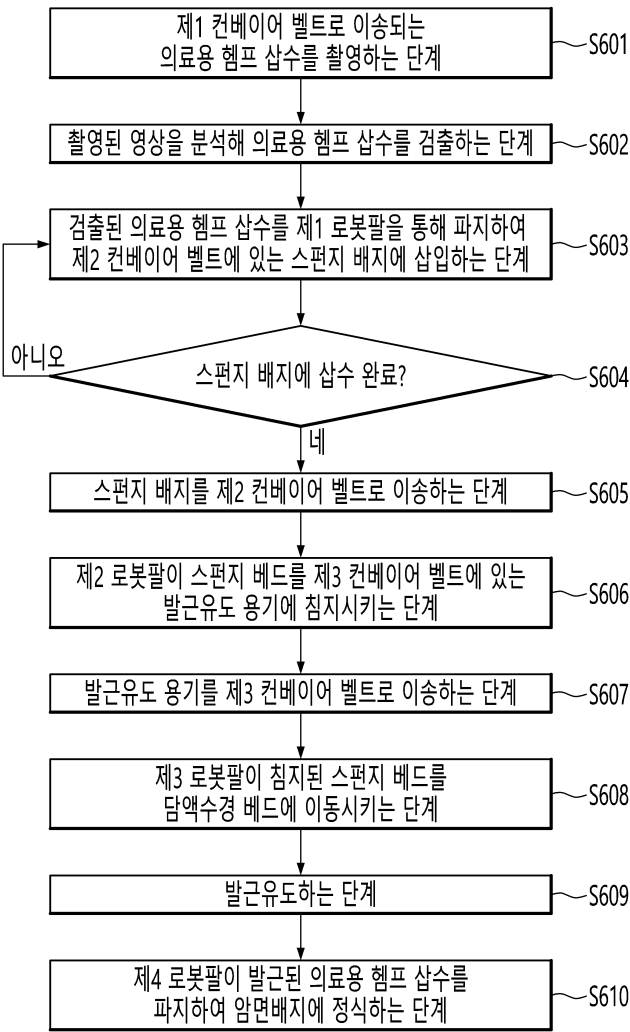 제1 컨베이어 벨트로 이송되는
의료용 헴프 삽수를 촬영하는 단계
S601
촬영된 영상을 분석해 의료용 헴프 삽수를 검출하는 단계
S602
검출된 의료용 헴프 삽수를 제1 로봇팔을 통해 파지하여
제2 컨베이어 벨트에 있는 스펀지 배지에 삽입하는 단계
S603
아니오
스펀지 배지에 삽수 완료?
S604
네
스펀지 배지를 제2 컨베이어 벨트로 이송하는 단계
S605
제2 로봇팔이 스펀지 베드를 제3 컨베이어 벨트에 있는
발근유도 용기에 침지시키는 단계
S606
발근유도 용기를 제3 컨베이어 벨트로 이송하는 단계
S607
제3 로봇팔이 침지된 스펀지 베드를
담액수경 베드에 이동시키는 단계
S608
발근유도하는 단계
S609
제4 로봇팔이 발근된 의료용 헴프 삽수를
파지하여 암면배지에 정식하는 단계
S610